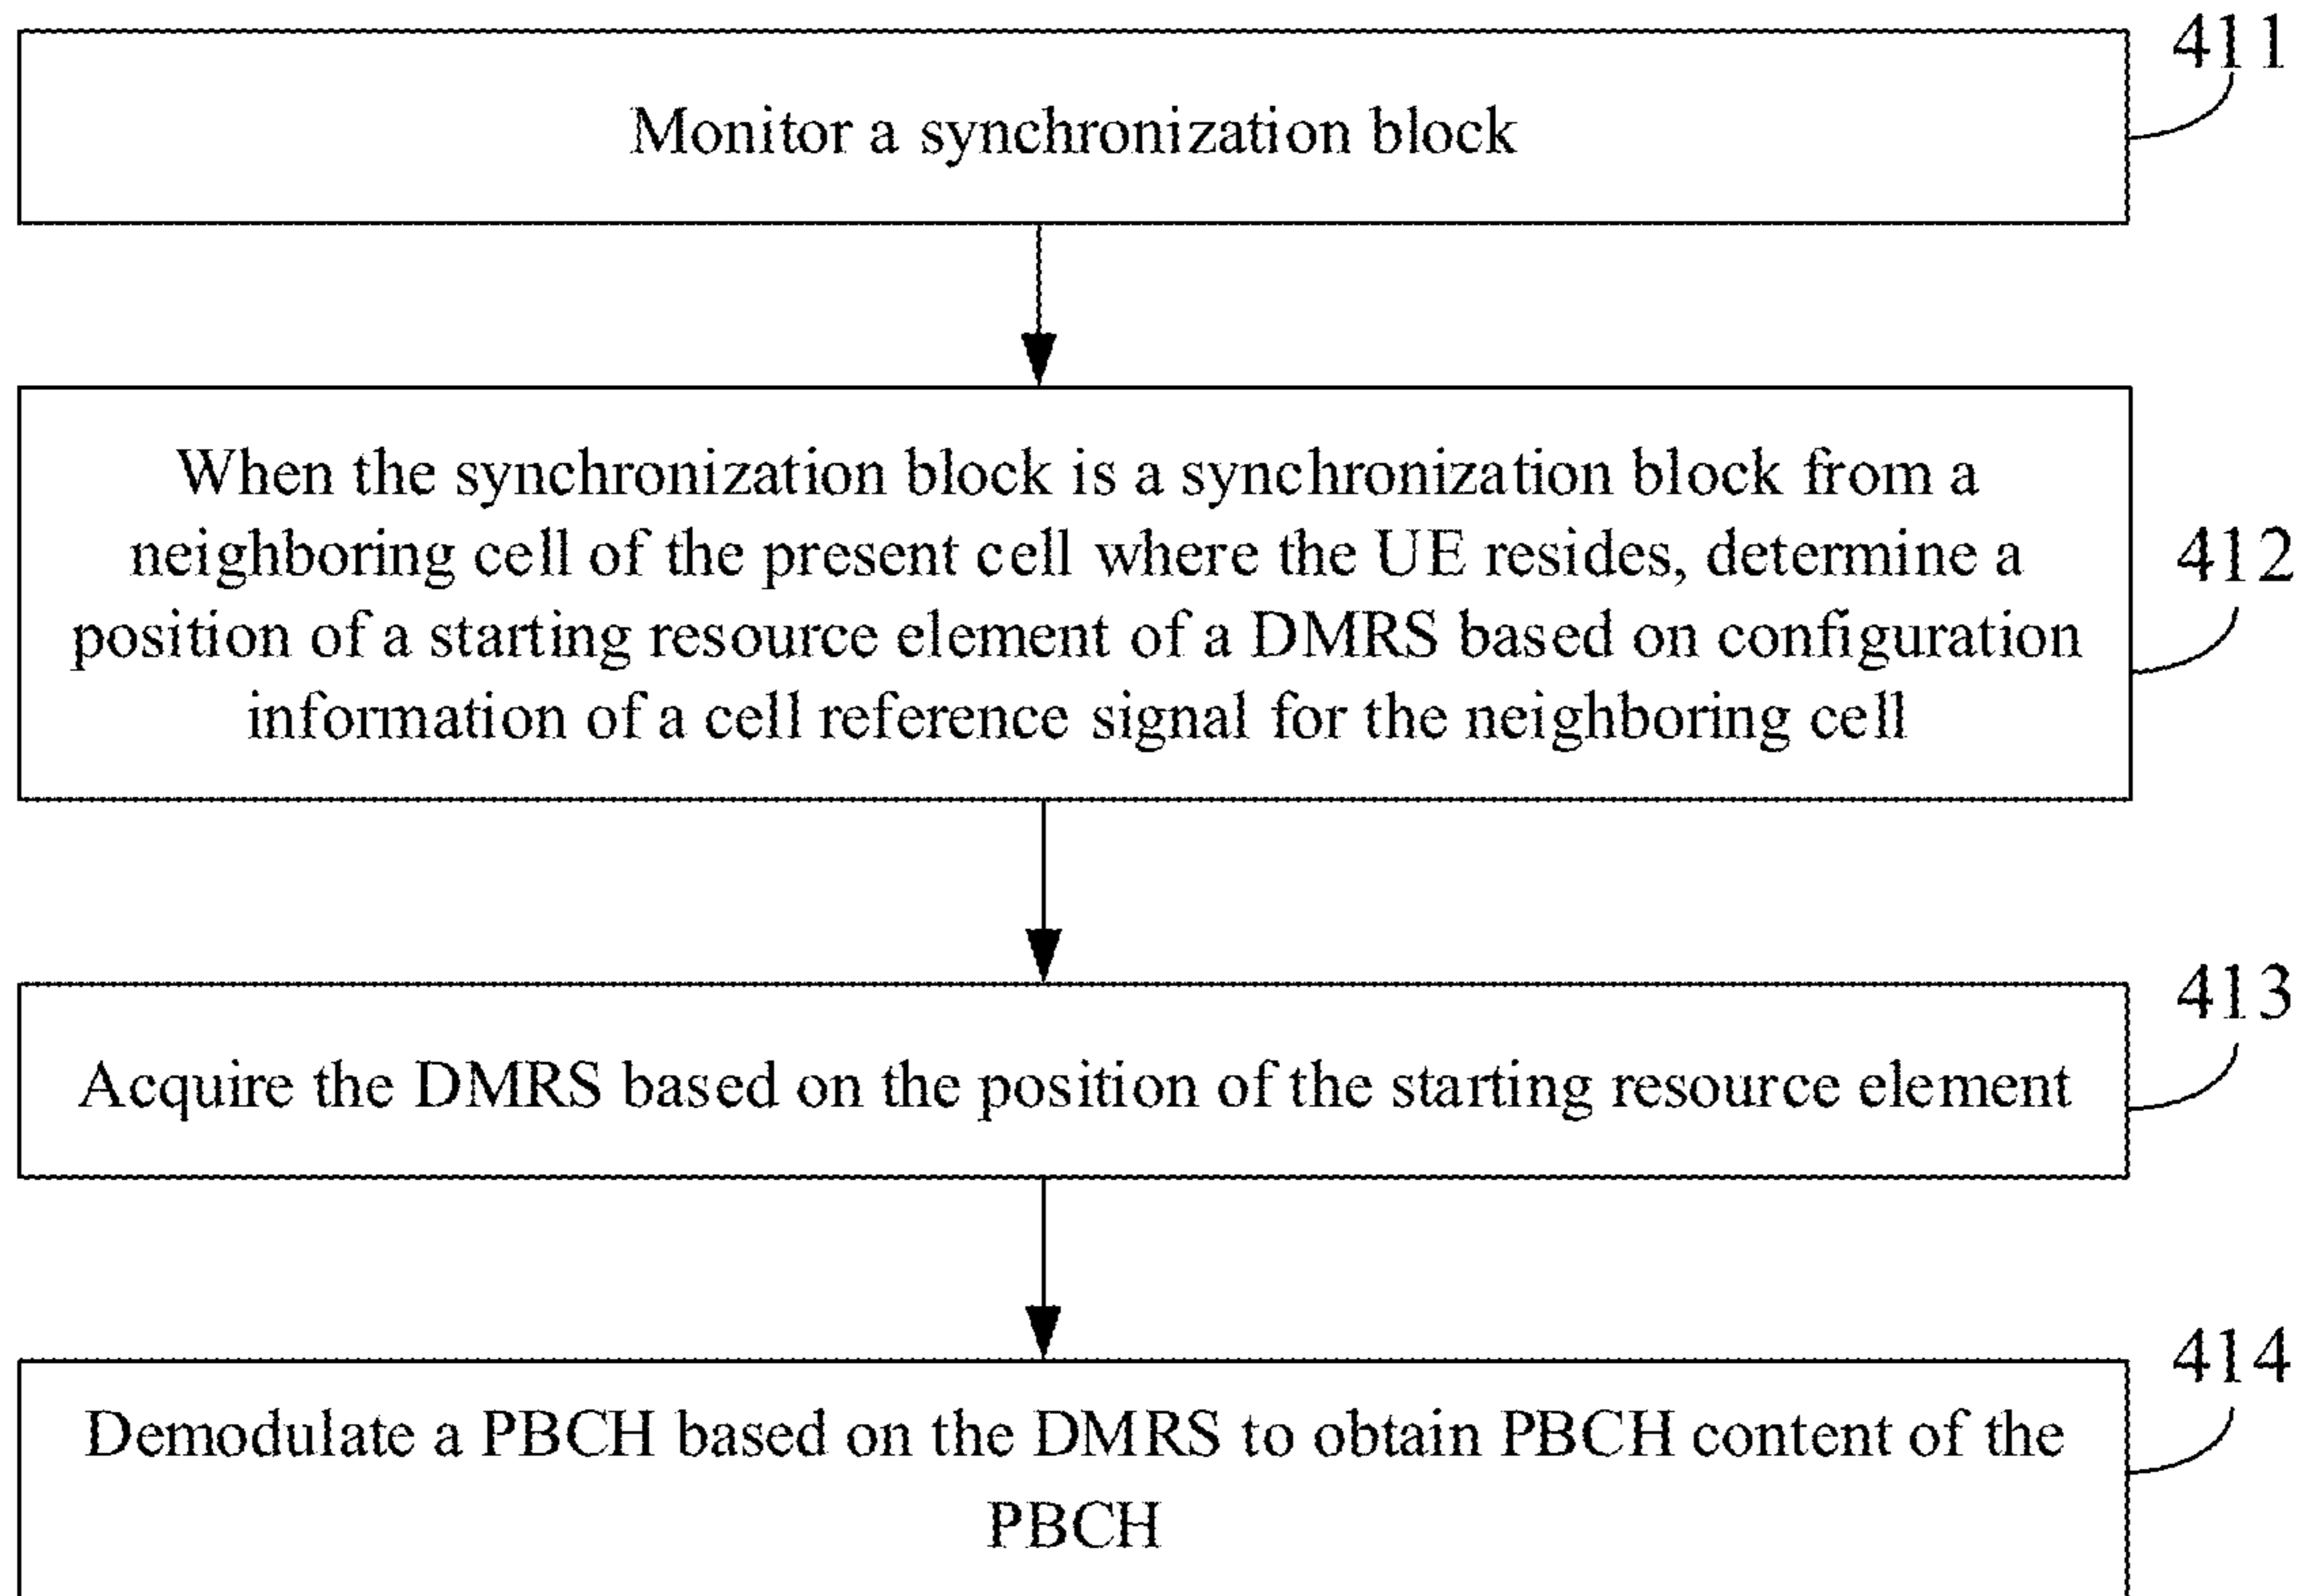 411
Monitor a synchronization block
When the synchronization block is a synchronization block from a
neighboring cell of the present cell where the UE resides, determine a
position of a starting resource element of a DMRS based on configuration
information of a cell reference signal for the neighboring cell
412
413
Acquire the DMRS based on the position of the starting resource element
414
Demodulate a PBCH based on the DMRS to obtain PBCH content of the
PBCH